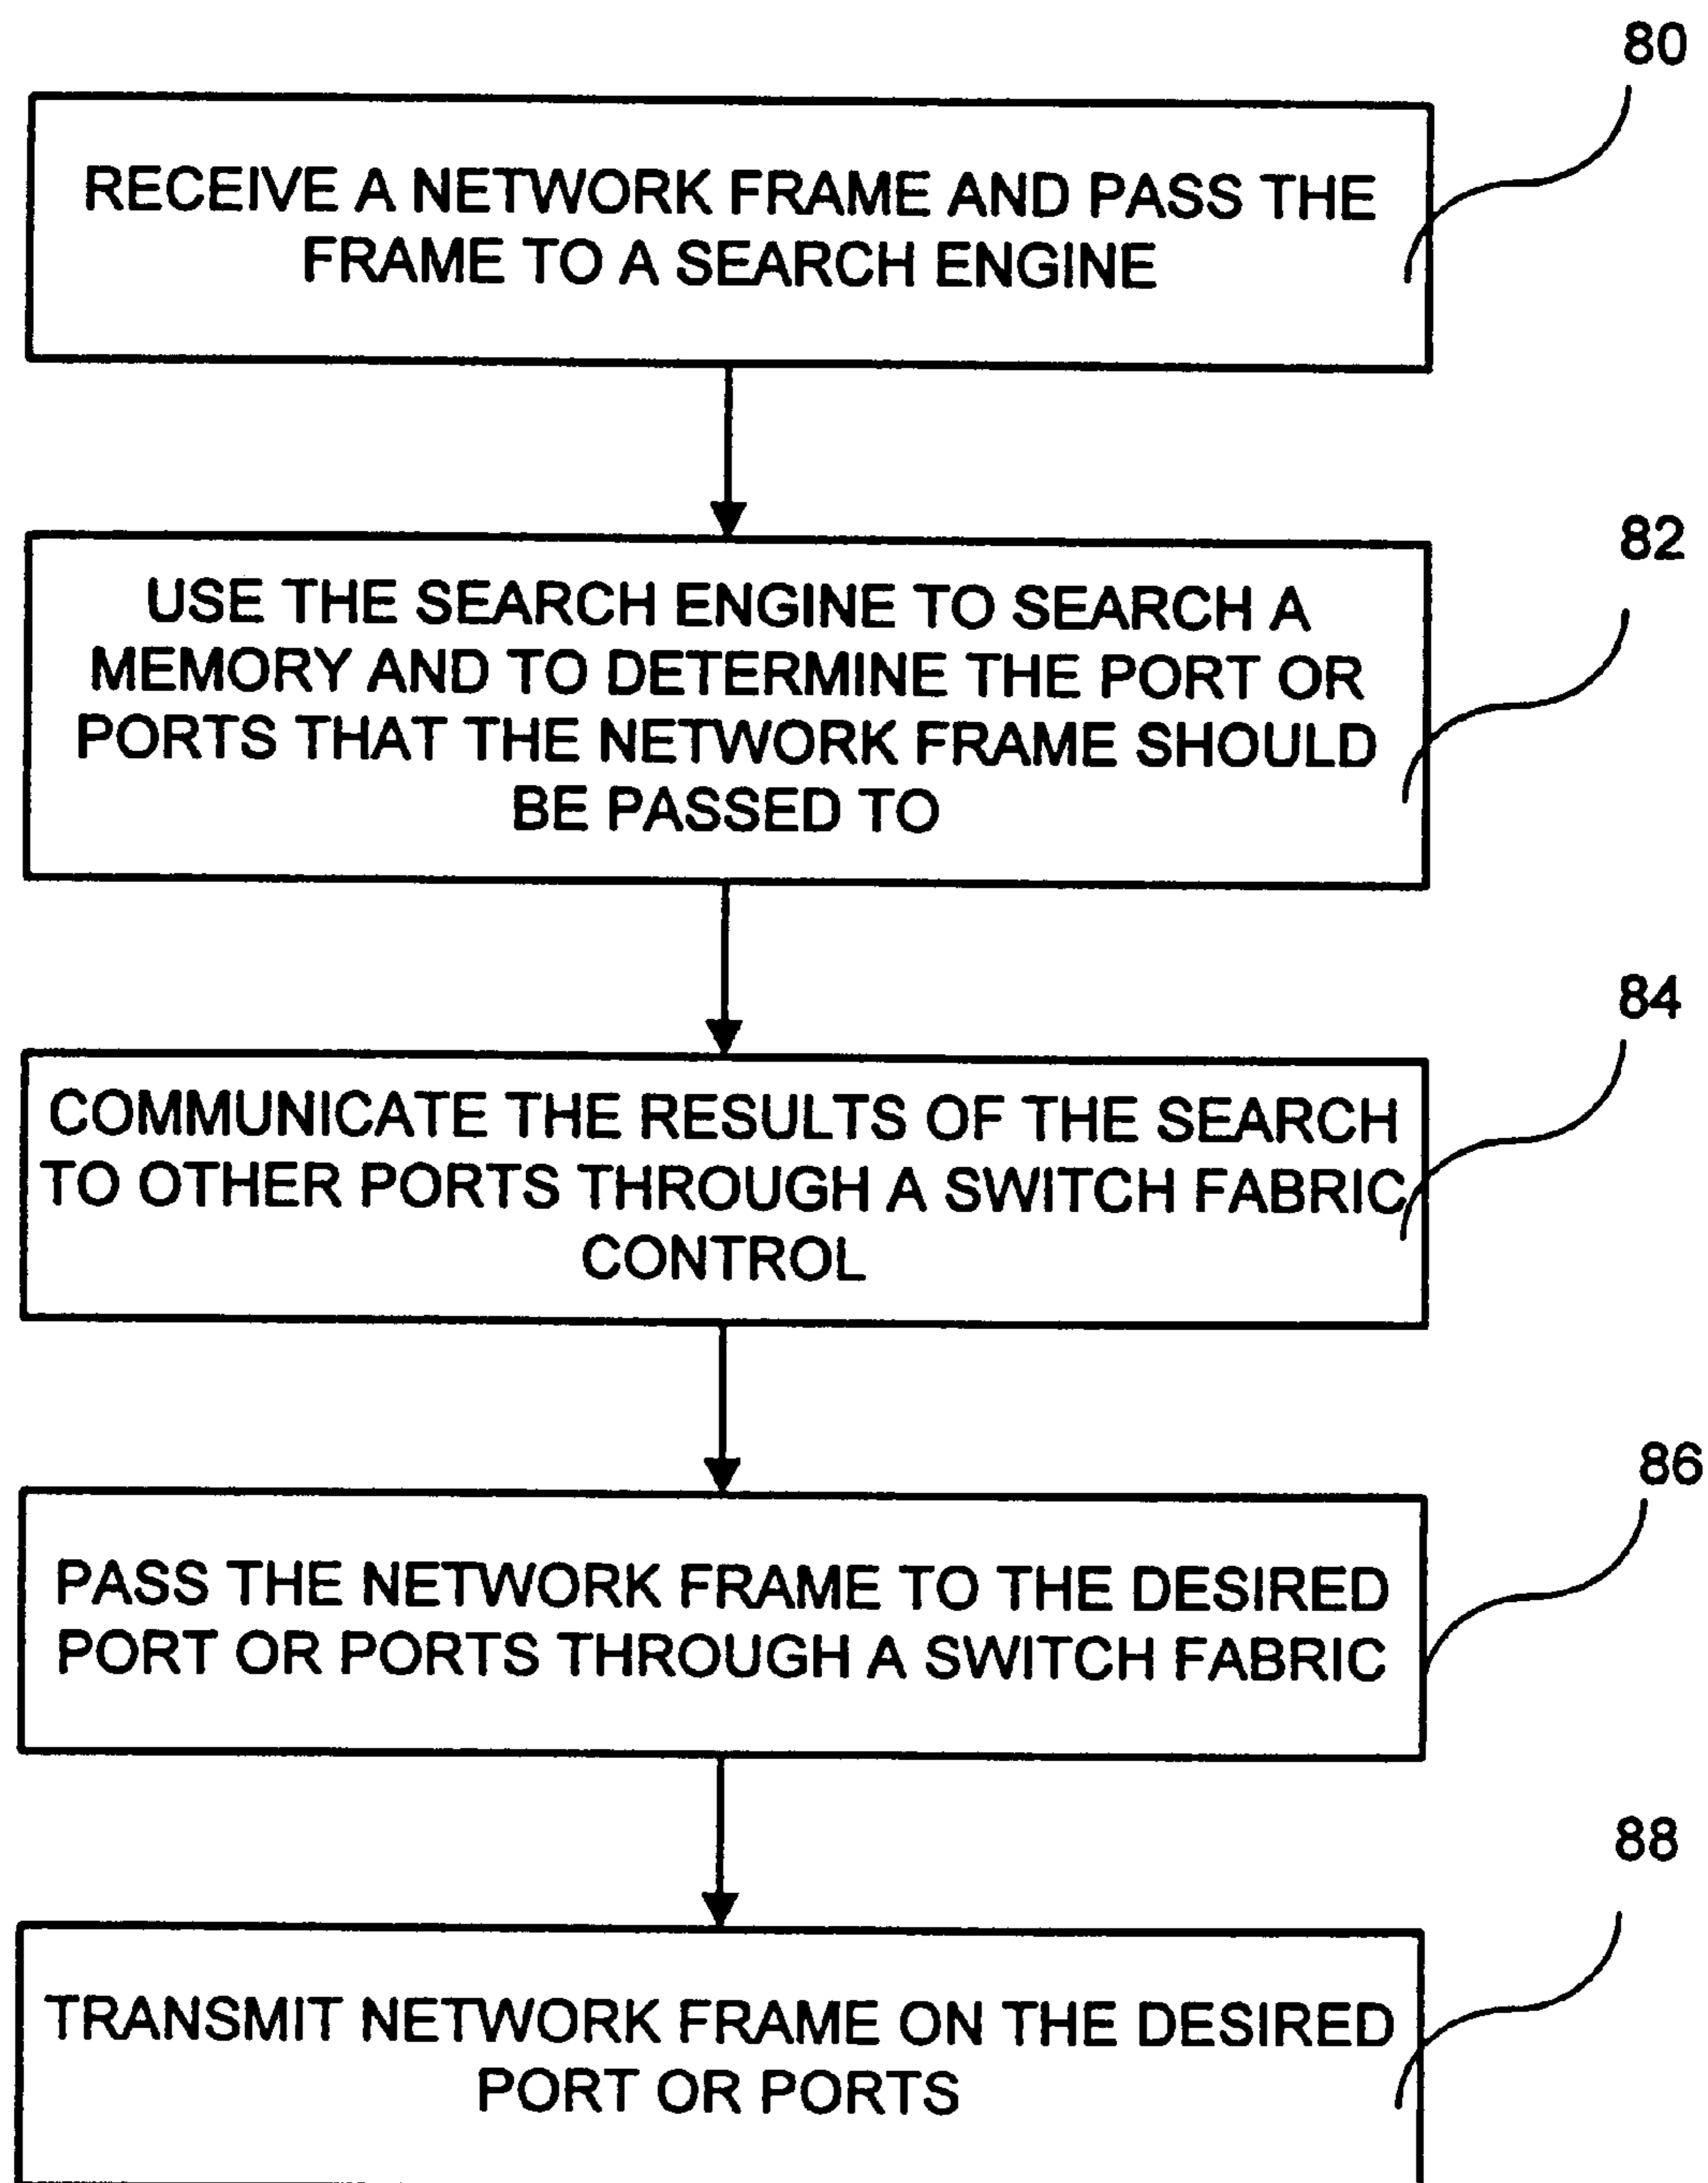 80
RECEIVE A NETWORK FRAME AND PASS THE
FRAME TO A SEARCH ENGINE
82
USE THE SEARCH ENGINE TO SEARCH A
MEMORY AND TO DETERMINE THE PORT OR
PORTS THAT THE NETWORK FRAME SHOULD
BE PASSED TO
84
COMMUNICATE THE RESULTS OF THE SEARCH
TO OTHER PORTS THROUGH A SWITCH FABRIC
CONTROL
86
PASS THE NETWORK FRAME TO THE DESIRED
PORT OR PORTS THROUGH A SWITCH FABRIC
88
TRANSMIT NETWORK FRAME ON THE DESIRED
PORT OR PORTS